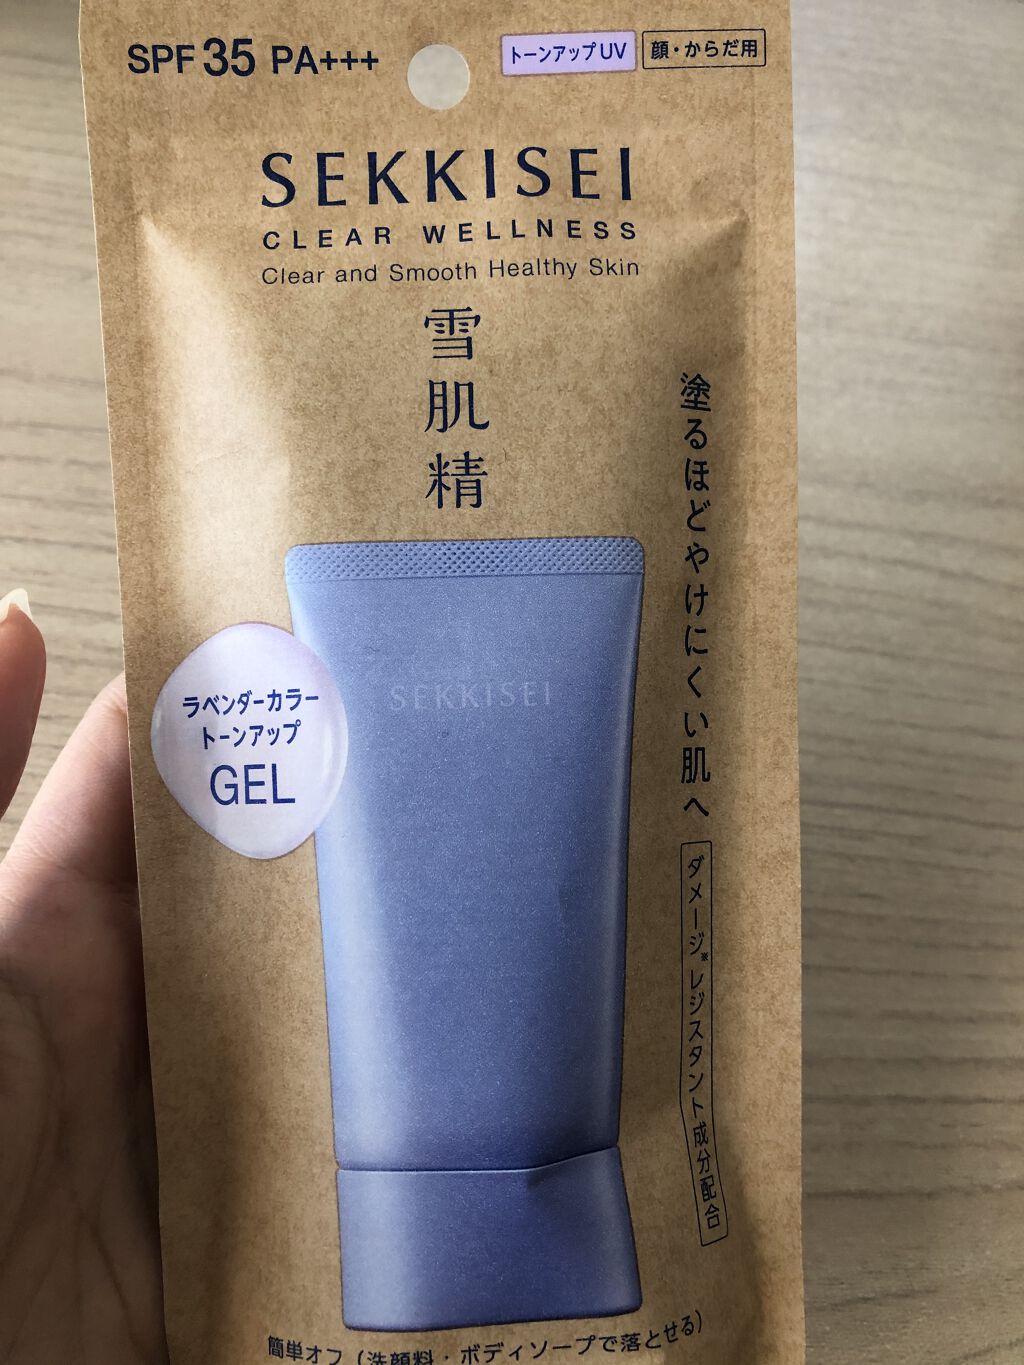 SPF 35 PA+++
トーンアップUV
顔・からだ用
SEKKISEI
CLEAR WELLNESS
Clear and Smooth Healthy Skin
雪肌精
塗るほどやけにくい肌へ
ダメージ※レジスタント成分配合
SEKKISEI
ラベンダーカラー
トーンアップ
GEL
簡単オフ（洗顔料・ボディソープで落とせる）